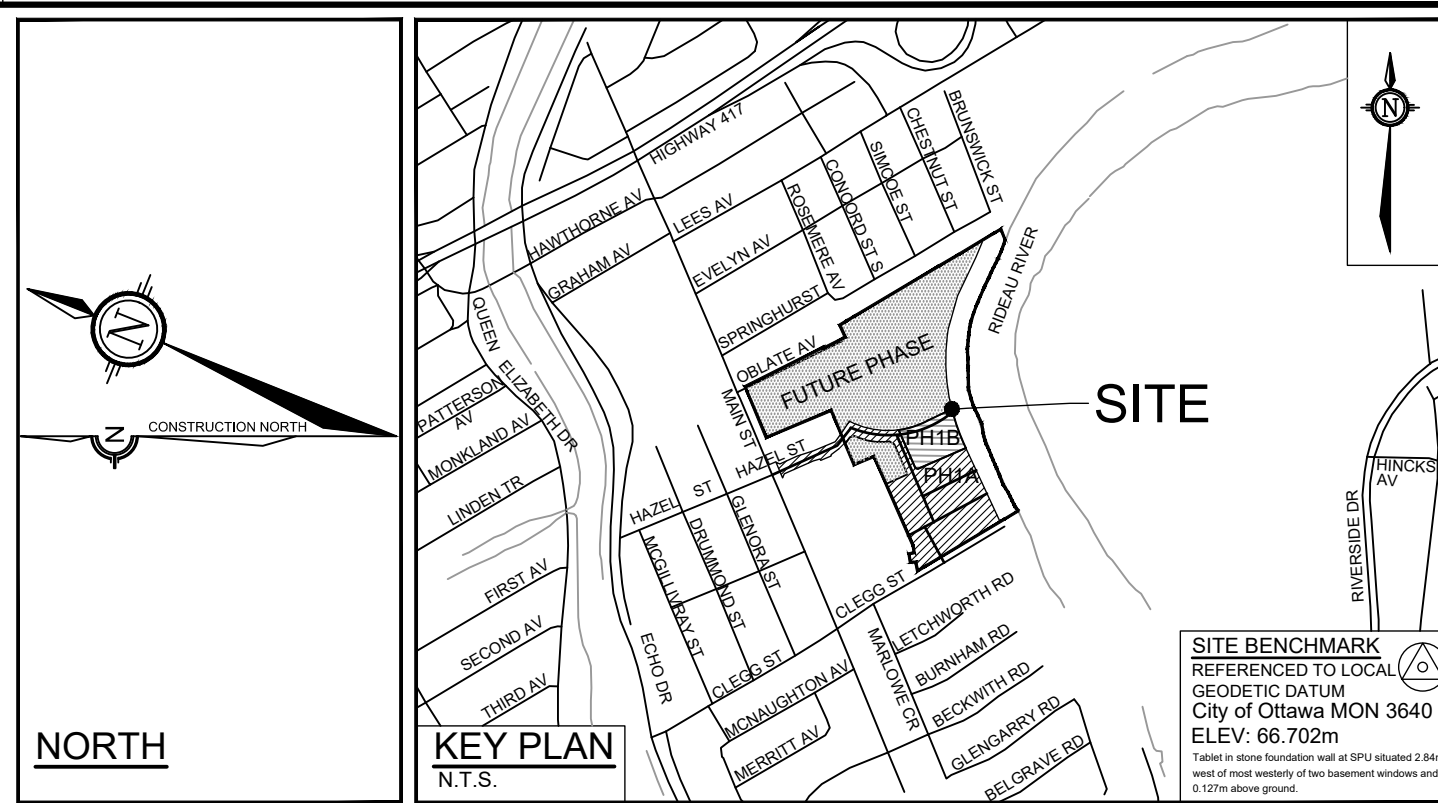 N
CONSTRUCTION NORTH
N
NORTH
HIGHWAY 417
BRUNSWICK ST
CHESTNUT ST
SIMCOE ST
CONCORD ST S
ROSEMERE AV
HAWTHORNE AV
LEES AV
GRAHAM AV
EVELYN AV
SPRINGHURST
OBLATE AV
RIDEAU RIVER
QUEEN ELIZABETH DR
FUTURE PHASE
MAIN ST
SITE
PH1B
PH1A
PATTERSON
AV
MONKLAND AV
LINDEN TR
HAZEL ST
HAZEL ST
GLENORA ST
DRUMMOND ST
MCGILLIVRAY ST
FIRST AV
SECOND AV
THIRD AV
ECHO DR
CLEGG ST
CLEGG ST
LETCHWORTH RD
BURNHAM RD
BECKWITH RD
GLENGARRY RD
BELGRAVE RD
MARLOWE CR
MCNAUGHTON AV
MERRITT AV
KEY PLAN
N.T.S.
N
HINCKS
AV
RIVERSIDE DR
SITE BENCHMARK
REFERENCED TO LOCAL
GEODETIC DATUM
City of Ottawa MON 3640
ELEV: 66.702m
Tablet in stone foundation wall at SPU situated 2.84m
west of most westerly of two basement windows and
0.127m above ground.